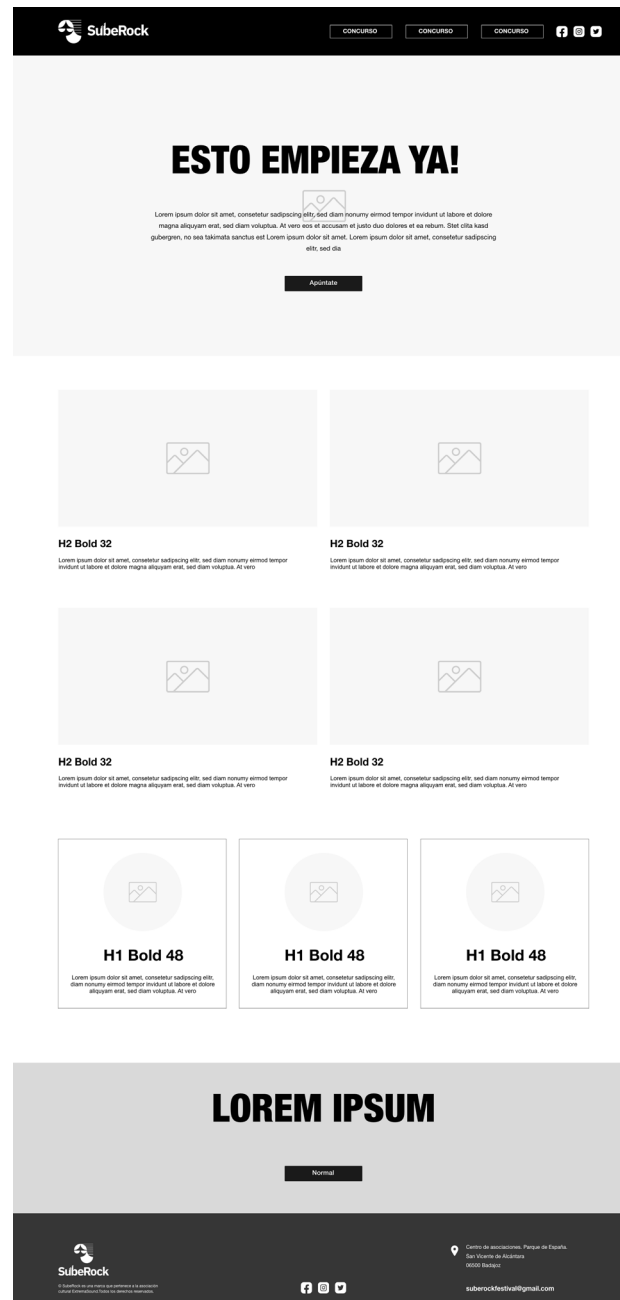 SubeRock
CONCURSO
CONCURSO
CONCURSO
ESTO EMPIEZA YA!
Lorem ipsum dolor sit amet, consetetur sadipscing elitr, sed diam nonumy eirmod tempor invidunt ut labore et dolore
magna aliquyam erat, sed diam voluptua. At vero eos et accusam et justo duo dolores et ea rebum. Stet clita kasd
gubergren, no sea takimata sanctus est Lorem ipsum dolor sit amet. Lorem ipsum dolor sit amet, consetetur sadipscing
elitr, sed dia
Apúntate
H2 Bold 32
Lorem ipsum dolor sit amet, consetetur sadipscing elitr, sed diam nonumy eirmod tempor
invidunt ut labore et dolore magna aliquyam erat, sed diam voluptua. At vero
H2 Bold 32
Lorem ipsum dolor sit amet, consetetur sadipscing elitr, sed diam nonumy eirmod tempor
invidunt ut labore et dolore magna aliquyam erat, sed diam voluptua. At vero
H2 Bold 32
Lorem ipsum dolor sit amet, consetetur sadipscing elitr, sed diam nonumy eirmod tempor
invidunt ut labore et dolore magna aliquyam erat, sed diam voluptua. At vero
H2 Bold 32
Lorem ipsum dolor sit amet, consetetur sadipscing elitr, sed diam nonumy eirmod tempor
invidunt ut labore et dolore magna aliquyam erat, sed diam voluptua. At vero
H1 Bold 48
Lorem ipsum dolor sit amet, consetetur sadipscing elitr,
diam nonumy eirmod tempor invidunt ut labore et dolore
aliquyam erat, sed diam voluptua. At vero
H1 Bold 48
Lorem ipsum dolor sit amet, consetetur sadipscing elitr,
diam nonumy eirmod tempor invidunt ut labore et dolore
aliquyam erat, sed diam voluptua. At vero
H1 Bold 48
Lorem ipsum dolor sit amet, consetetur sadipscing elitr,
diam nonumy eirmod tempor invidunt ut labore et dolore
aliquyam erat, sed diam voluptua. At vero
LOREM IPSUM
Normal
SubeRock
© SubeRock es una marca que pertenece a la asociación
cultural ExtremaSound.Todos los derechos reservados.
Centro de asociaciones. Parque de España.
San Vicente de Alcántara
06500 Badajoz
suberockfestival@gmail.com